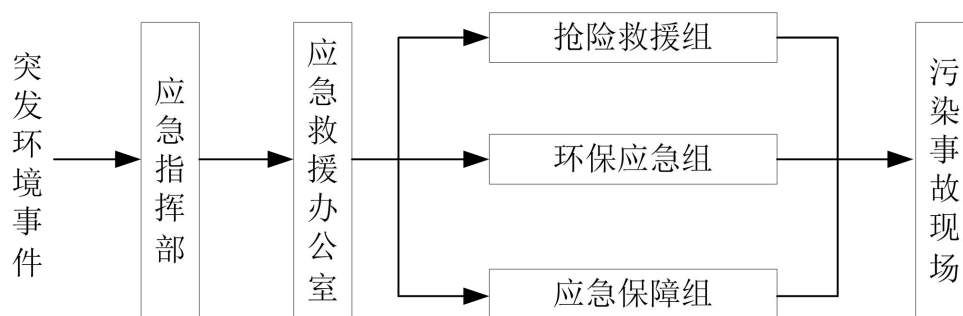 突发环境事件
应急指挥部
应急救援办公室
抢险救援组
环保应急组
应急保障组
污染事故现场